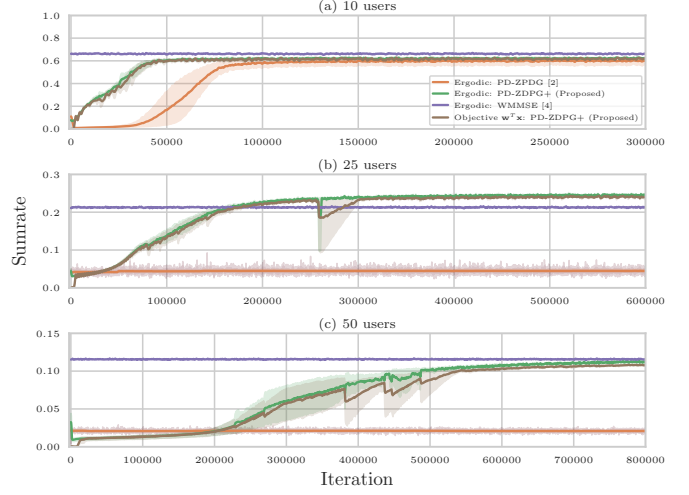 (a) 10 users
1.0
0.8
0.6
0.4
0.2
0.0
Ergodic: PD-ZPDG [2]
Ergodic: PD-ZDPG+ (Proposed)
Ergodic: WMMSE [4]
Objective w^T x: PD-ZDPG+ (Proposed)
0 50000 100000 150000 200000 250000 300000
(b) 25 users
0.3
0.2
0.1
0.0
Sumrate
0 100000 200000 300000 400000 500000 600000
(c) 50 users
0.15
0.10
0.05
0.00
0 100000 200000 300000 400000 500000 600000 700000 800000
Iteration